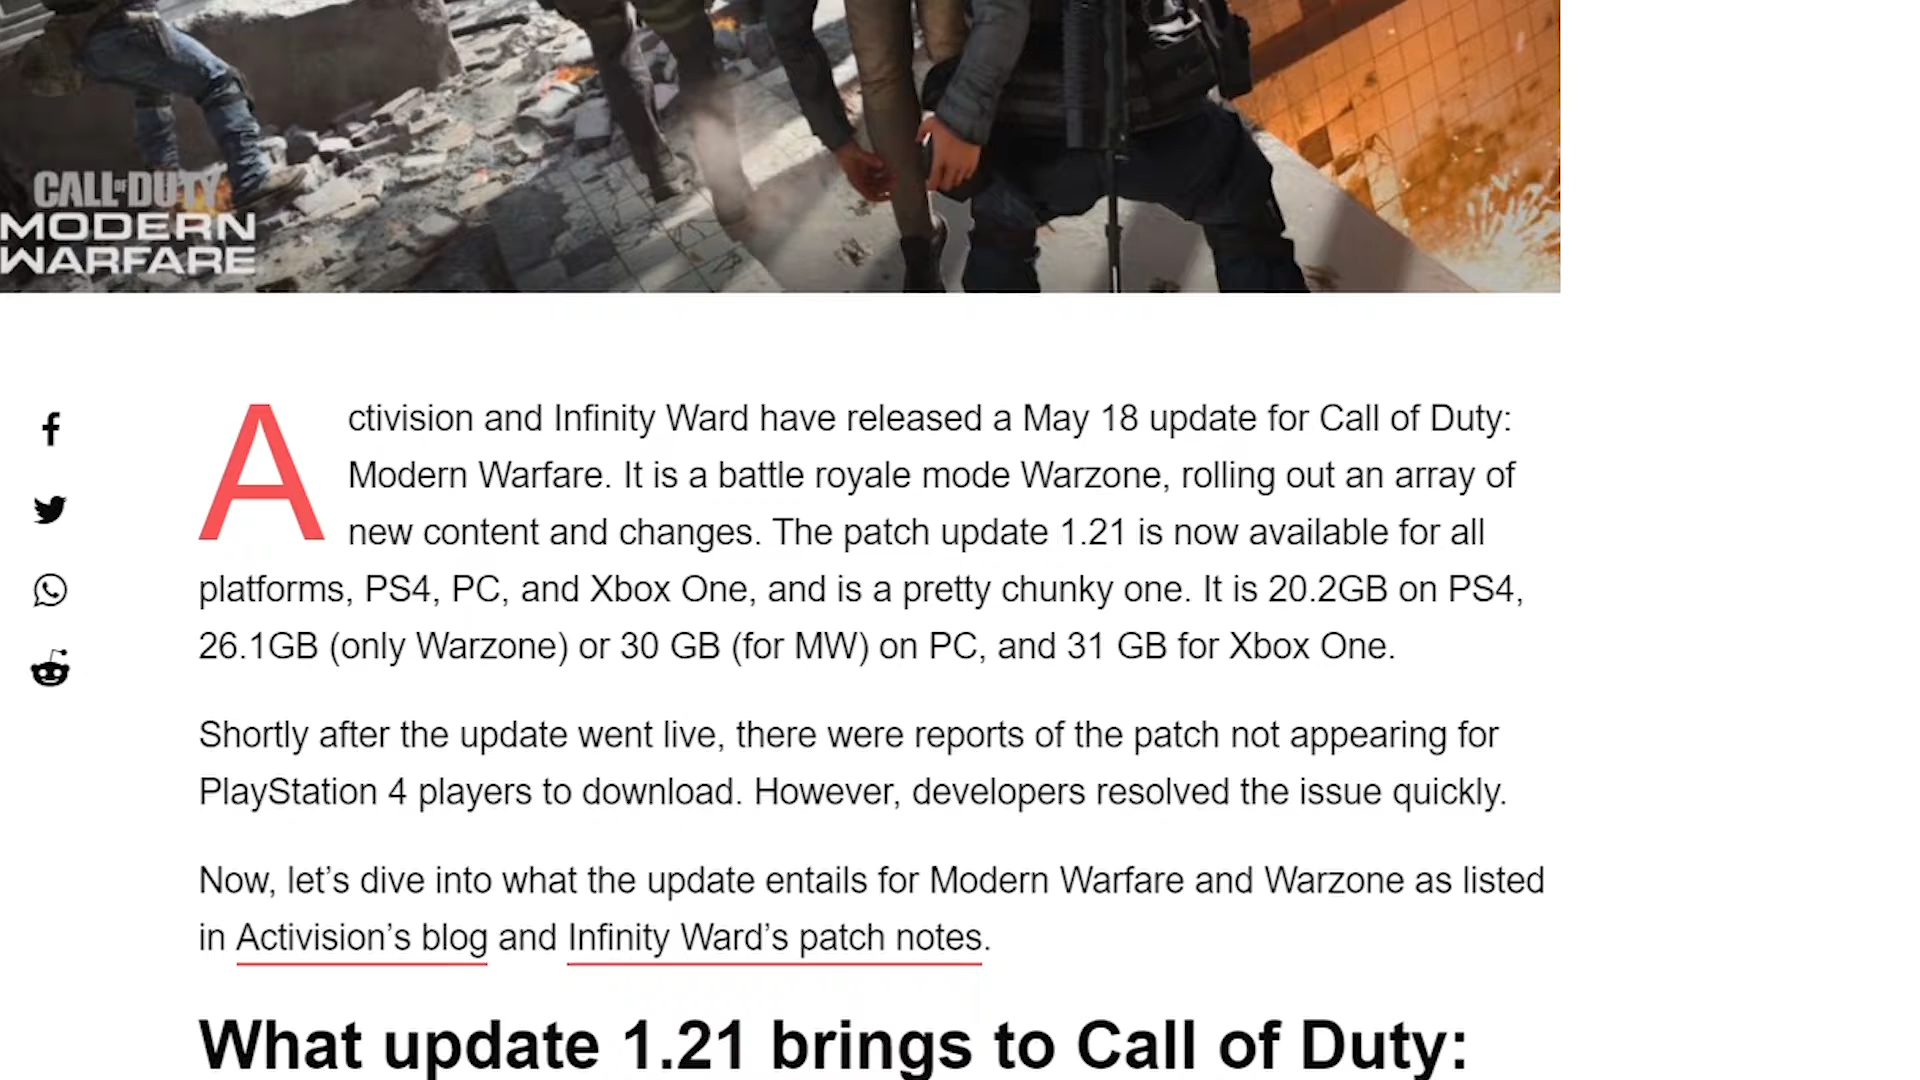 CALL OF DUTY
MODERN
WARFARE
Activision and Infinity Ward have released a May 18 update for Call of Duty:
Modern Warfare. It is a battle royale mode Warzone, rolling out an array of
new content and changes. The patch update 1.21 is now available for all
platforms, PS4, PC, and Xbox One, and is a pretty chunky one. It is 20.2GB on PS4,
26.1GB (only Warzone) or 30 GB (for MW) on PC, and 31 GB for Xbox One.
Shortly after the update went live, there were reports of the patch not appearing for
PlayStation 4 players to download. However, developers resolved the issue quickly.
Now, let’s dive into what the update entails for Modern Warfare and Warzone as listed
in Activision’s blog and Infinity Ward’s patch notes.
What update 1.21 brings to Call of Duty: